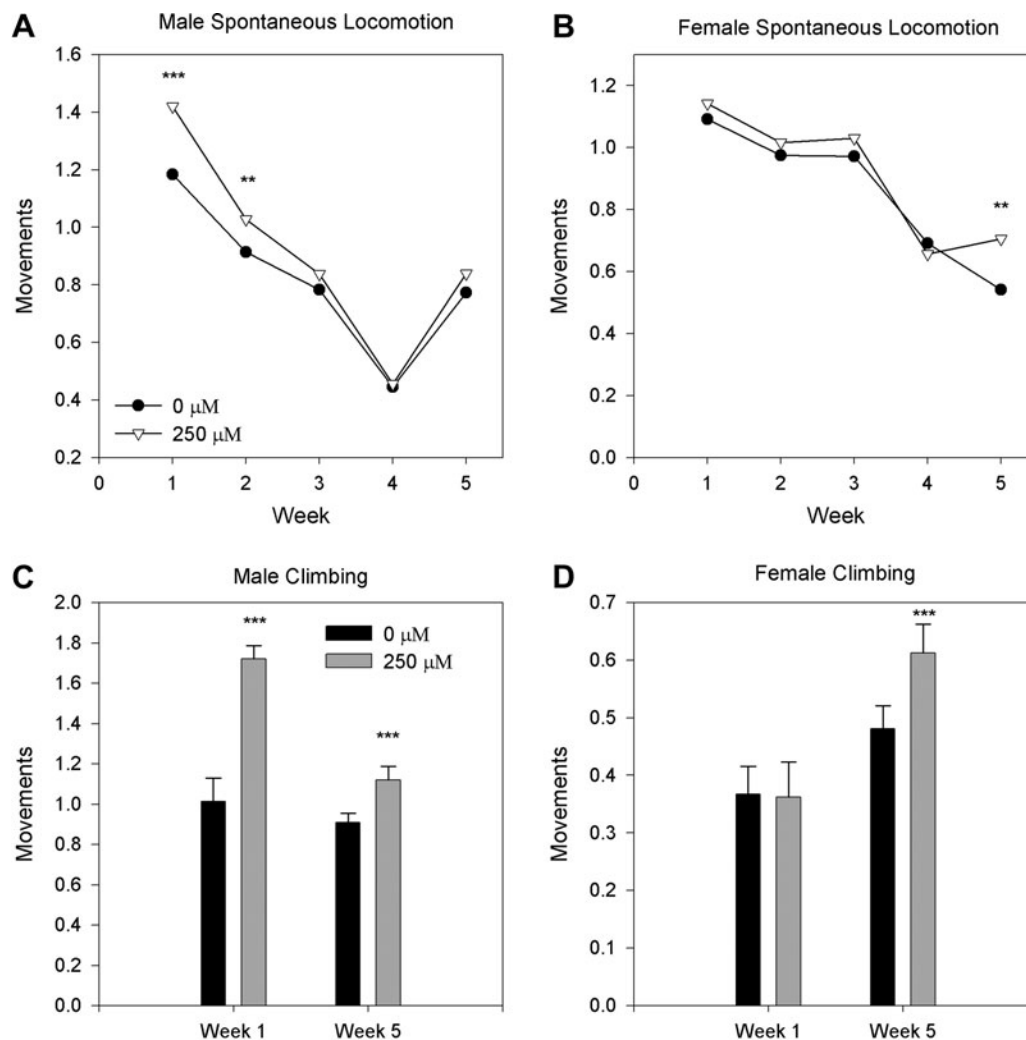 A Male Spontaneous Locomotion
1.6
1.4
1.2
1.0
0.8
0.6
0.4
0.2
Movements
***
**
0 μM
250 μM
0 1 2 3 4 5
Week
B Female Spontaneous Locomotion
1.2
1.0
0.8
0.6
0.4
0.2
0.0
Movements
**
0 1 2 3 4 5
Week
C Male Climbing
2.0
1.8
1.6
1.4
1.2
1.0
0.8
0.6
0.4
0.2
0.0
Movements
***
0 μM
250 μM
***
Week 1 Week 5
D Female Climbing
0.7
0.6
0.5
0.4
0.3
0.2
0.1
0.0
Movements
***
Week 1 Week 5